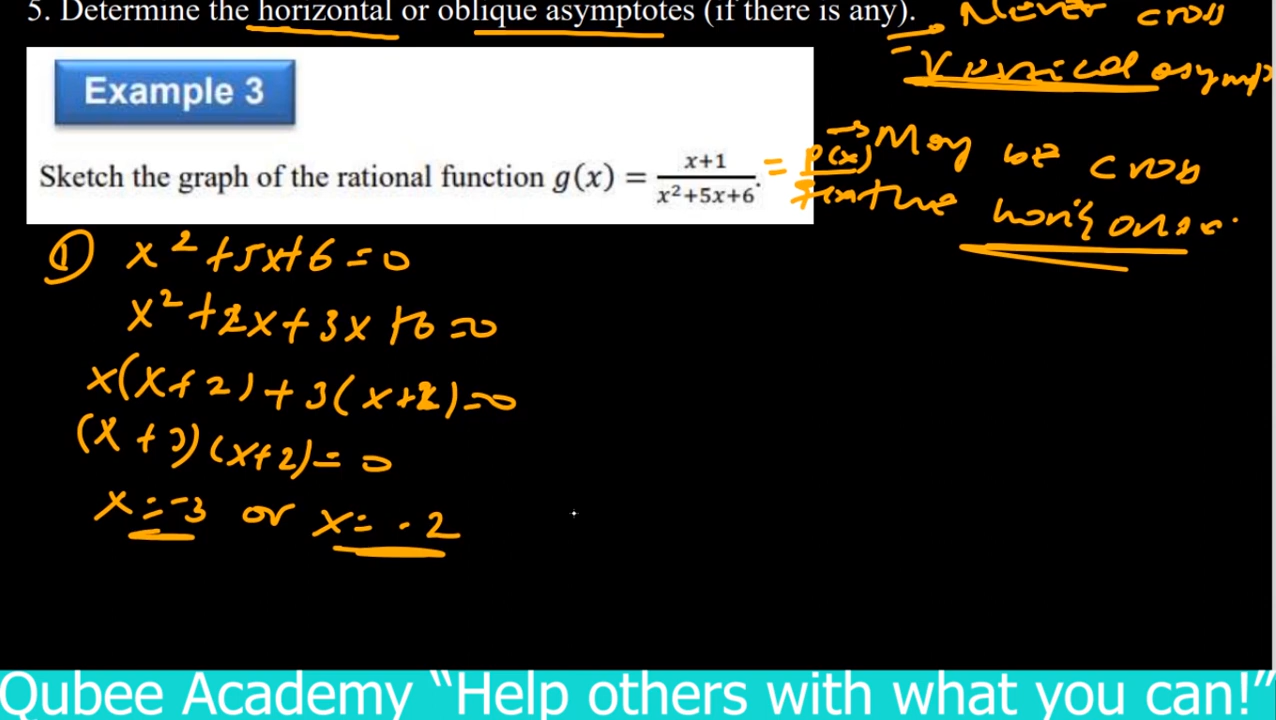 5. Determine the horizontal or oblique asymptotes (if there is any).
Never cross
Vertical asymp
Example 3
Sketch the graph of the rational function g(x) = x+1 / x²+5x+6.
= P(x)
→ May be cross
the horizon
① x² + 5x + 6 = 0
x² + 2x + 3x + 6 = 0
x(x + 2) + 3(x + 2) = 0
(x + 3)(x + 2) = 0
x = -3 or x = -2
Qubee Academy “Help others with what you can!”